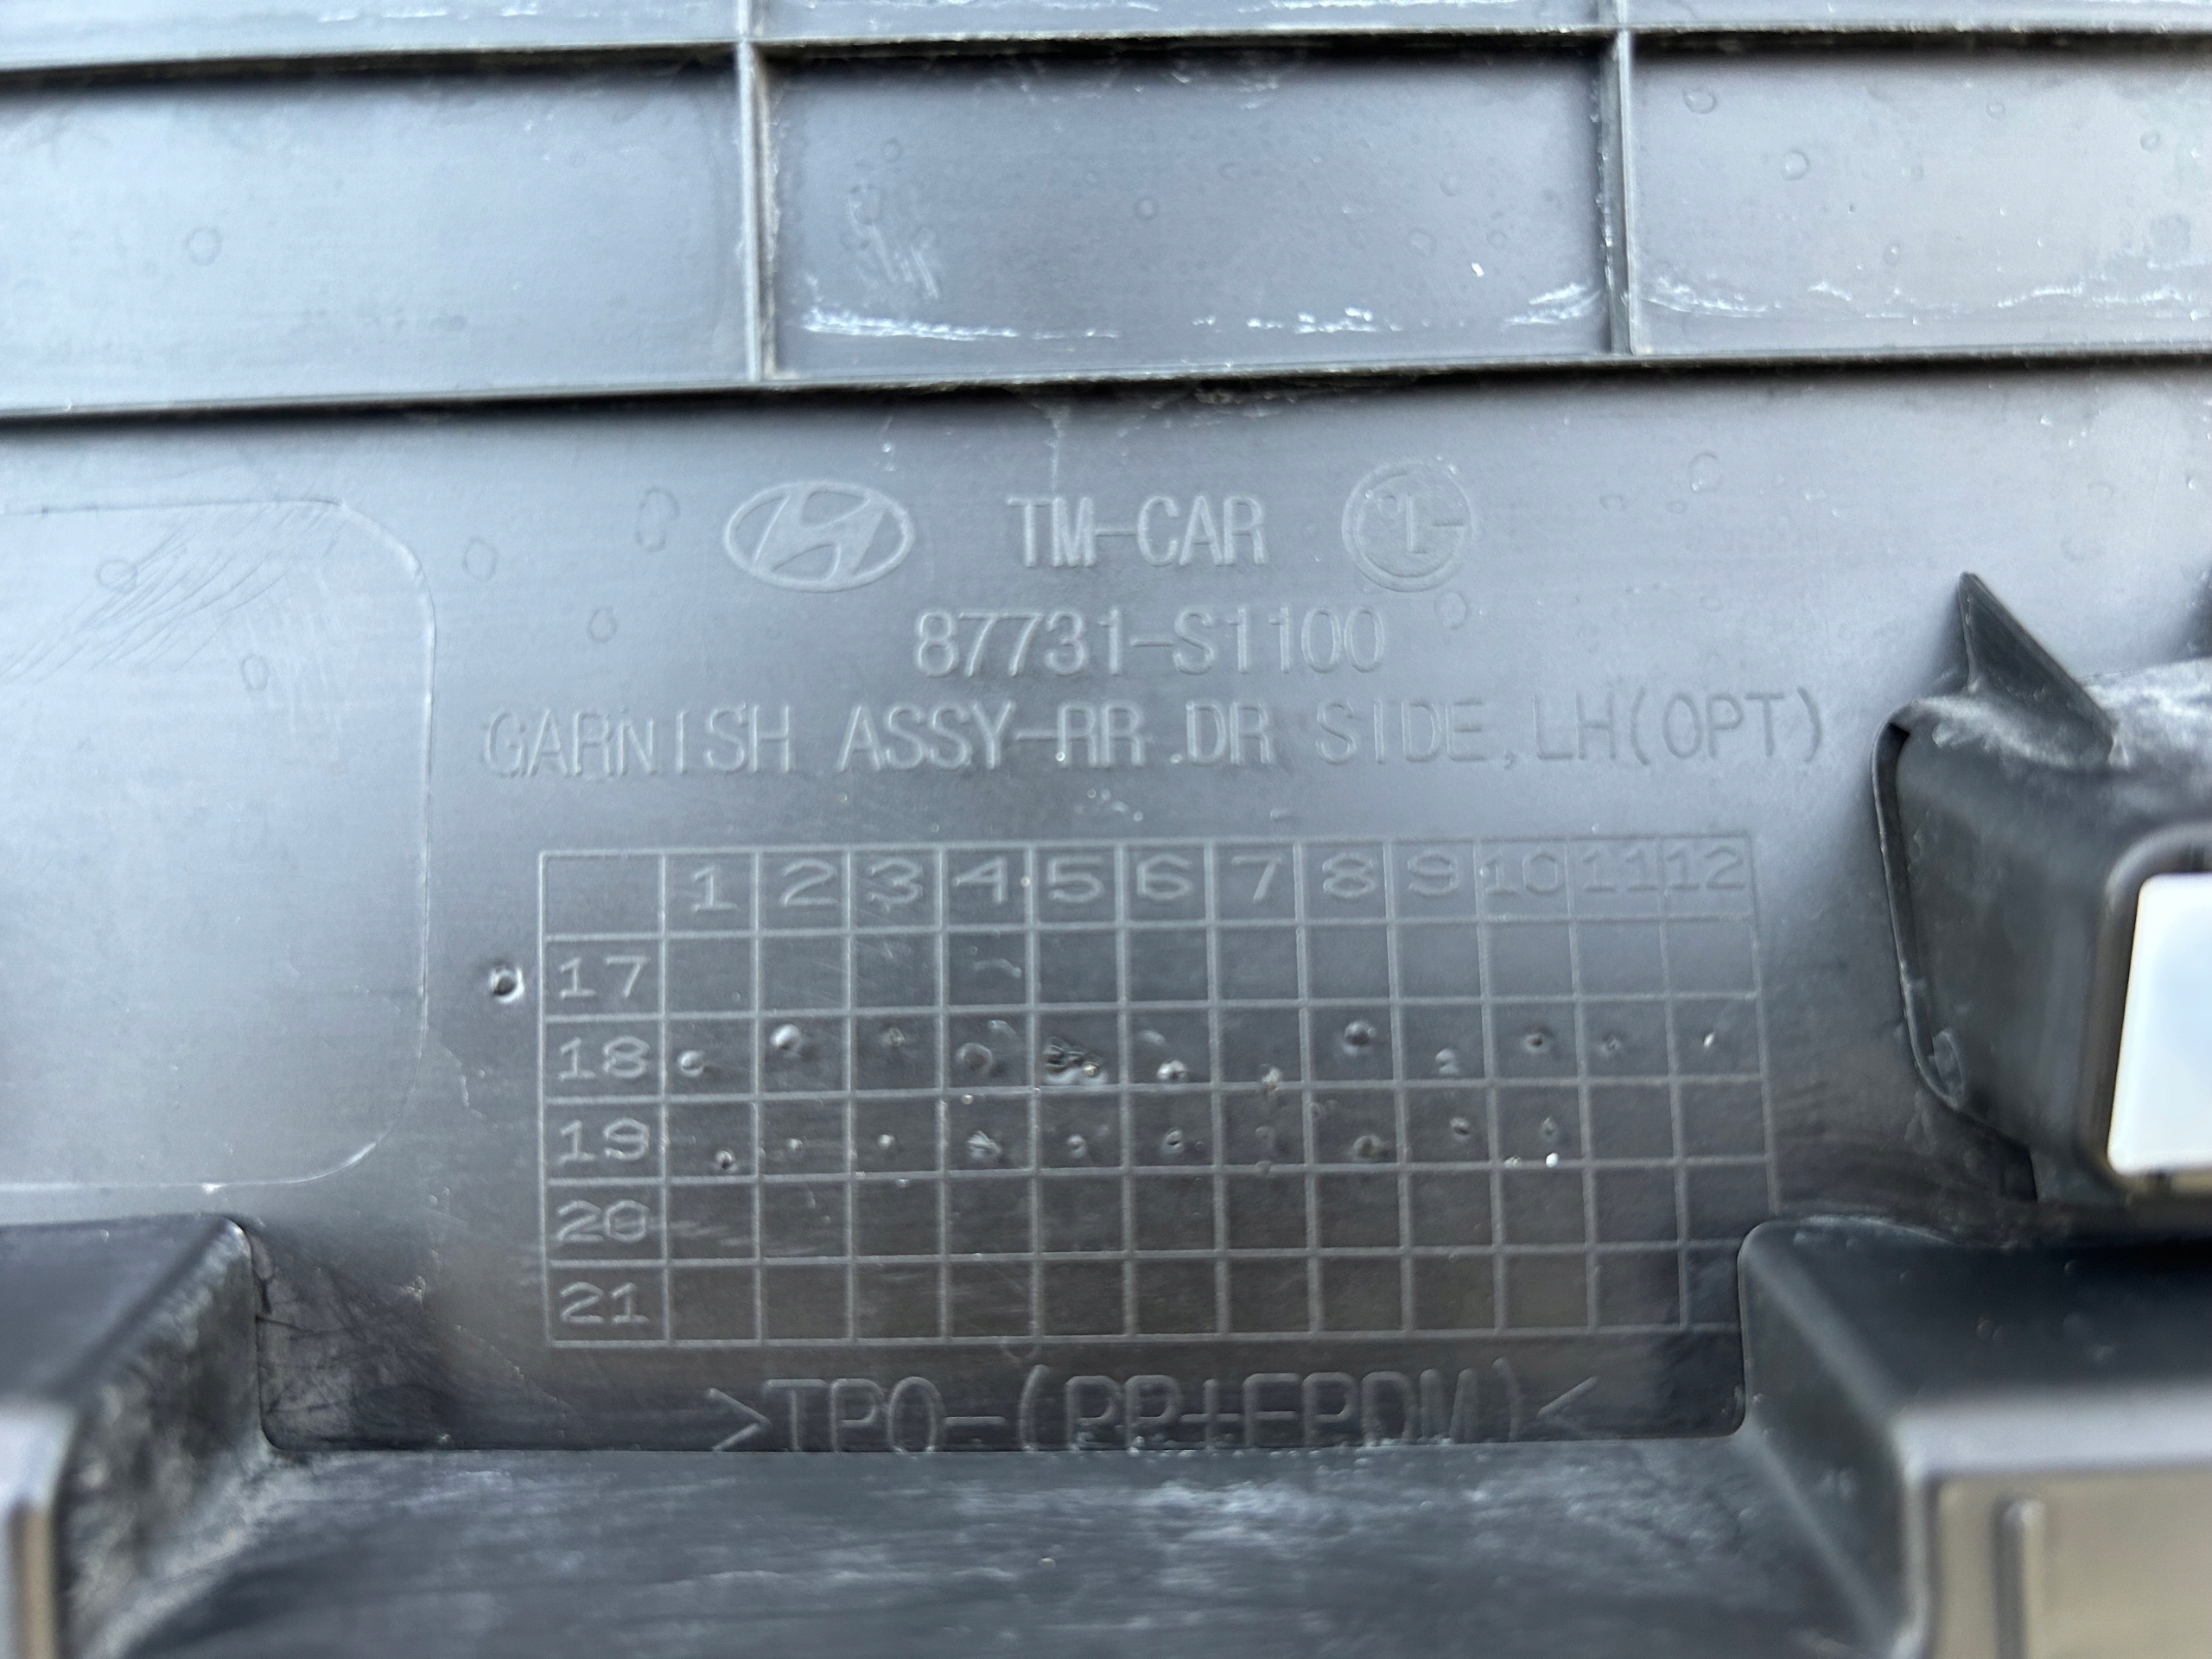 TM-CAR
87731-S1100
GARNISH ASSY-RR.DR SIDE,LH(OPT)
1 2 3 4 5 6 7 8 9 10 11 12
17
18
19
20
21
>TPO-(PP+EPDM)<